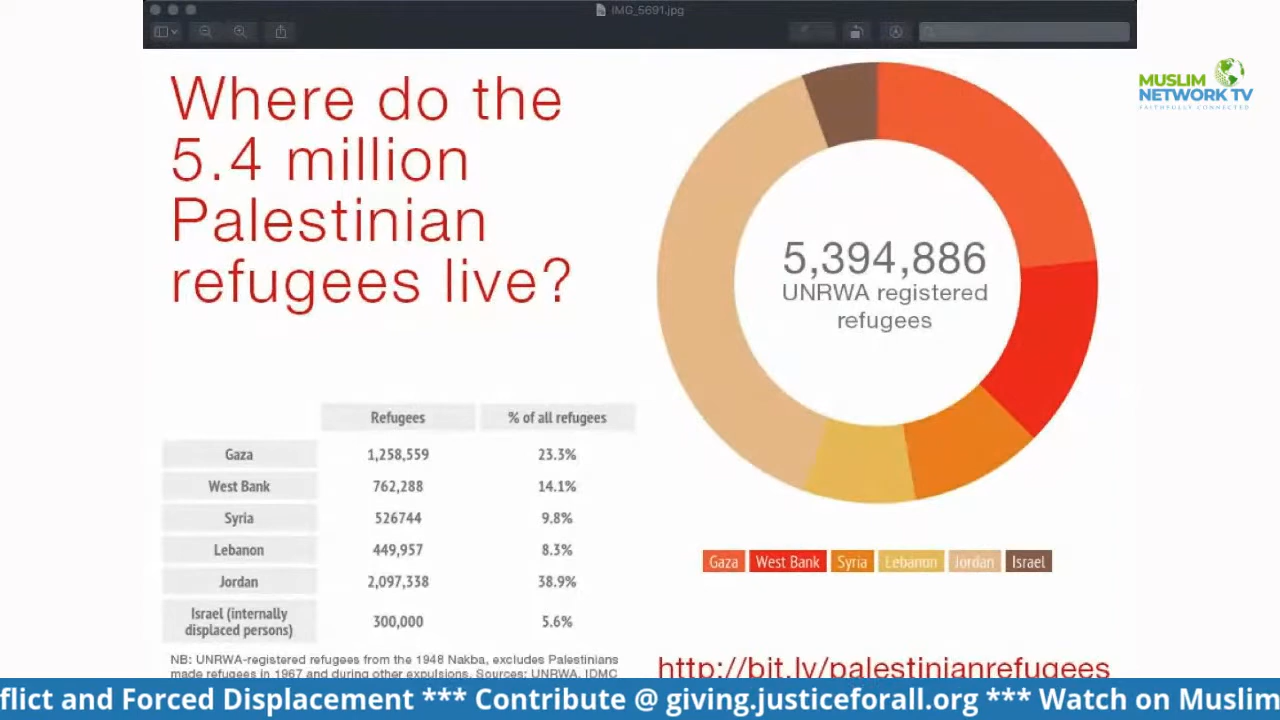 IMG_5691.jpg
MUSLIM
NETWORK TV
FAITHFULLY CONNECTED
Where do the
5.4 million
Palestinian
refugees live?
5,394,886
UNRWA registered
refugees
Refugees % of all refugees
Gaza 1,258,559 23.3%
West Bank 762,288 14.1%
Syria 526744 9.8%
Lebanon 449,957 8.3%
Jordan 2,097,338 38.9%
Israel (internally
displaced persons) 300,000 5.6%
Gaza West Bank Syria Lebanon Jordan Israel
NB: UNRWA-registered refugees from the 1948 Nakba, excludes Palestinians
made refugees in 1967 and during other expulsions. Sources: UNRWA, IDMC
http://bit.ly/palestinianrefugees
flict and Forced Displacement *** Contribute @ giving.justiceforall.org *** Watch on Muslim